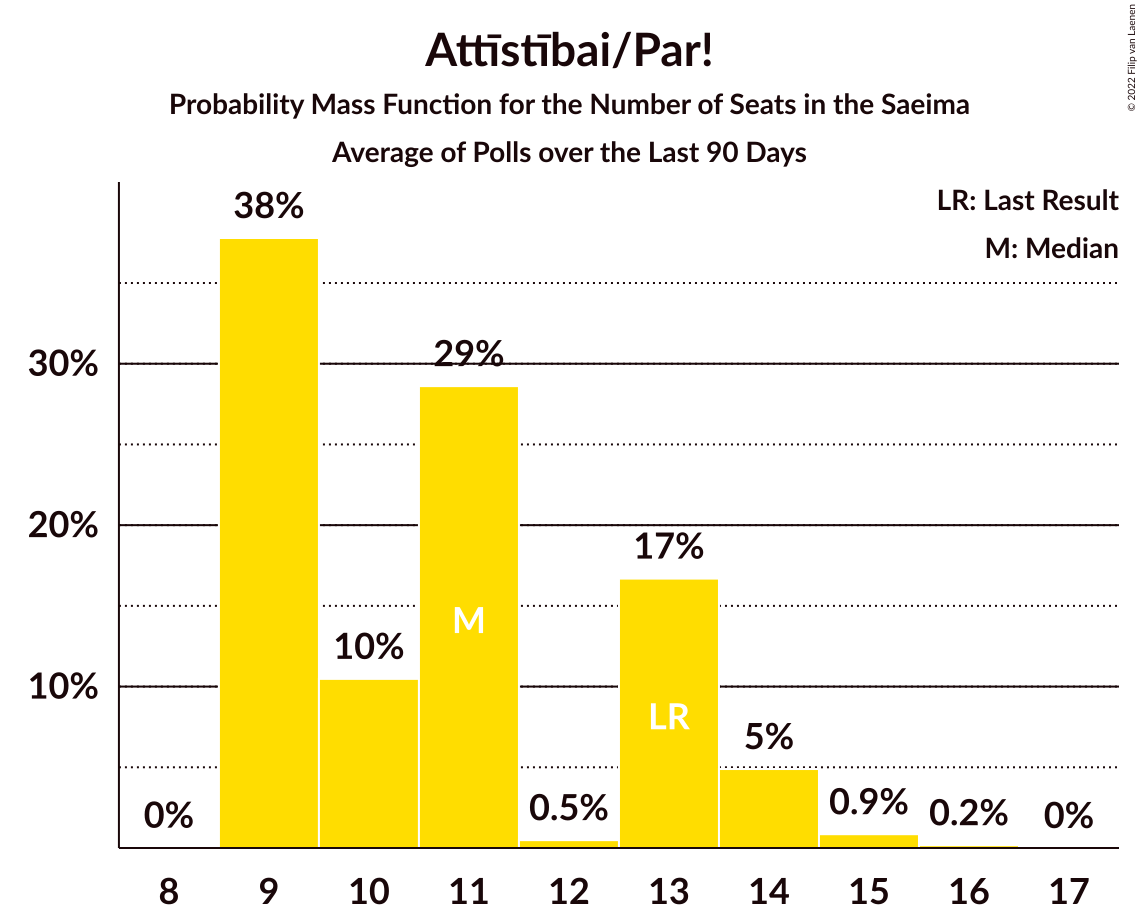 Attīstībai/Par!
Probability Mass Function for the Number of Seats in the Saeima
Average of Polls over the Last 90 Days
© 2022 Filip van Laenen
LR: Last Result
M: Median
38%
29%
30%
20%
17%
M
10%
10%
LR
5%
0%
0.5%
0.9%
0.2%
0%
8 9 10 11 12 13 14 15 16 17